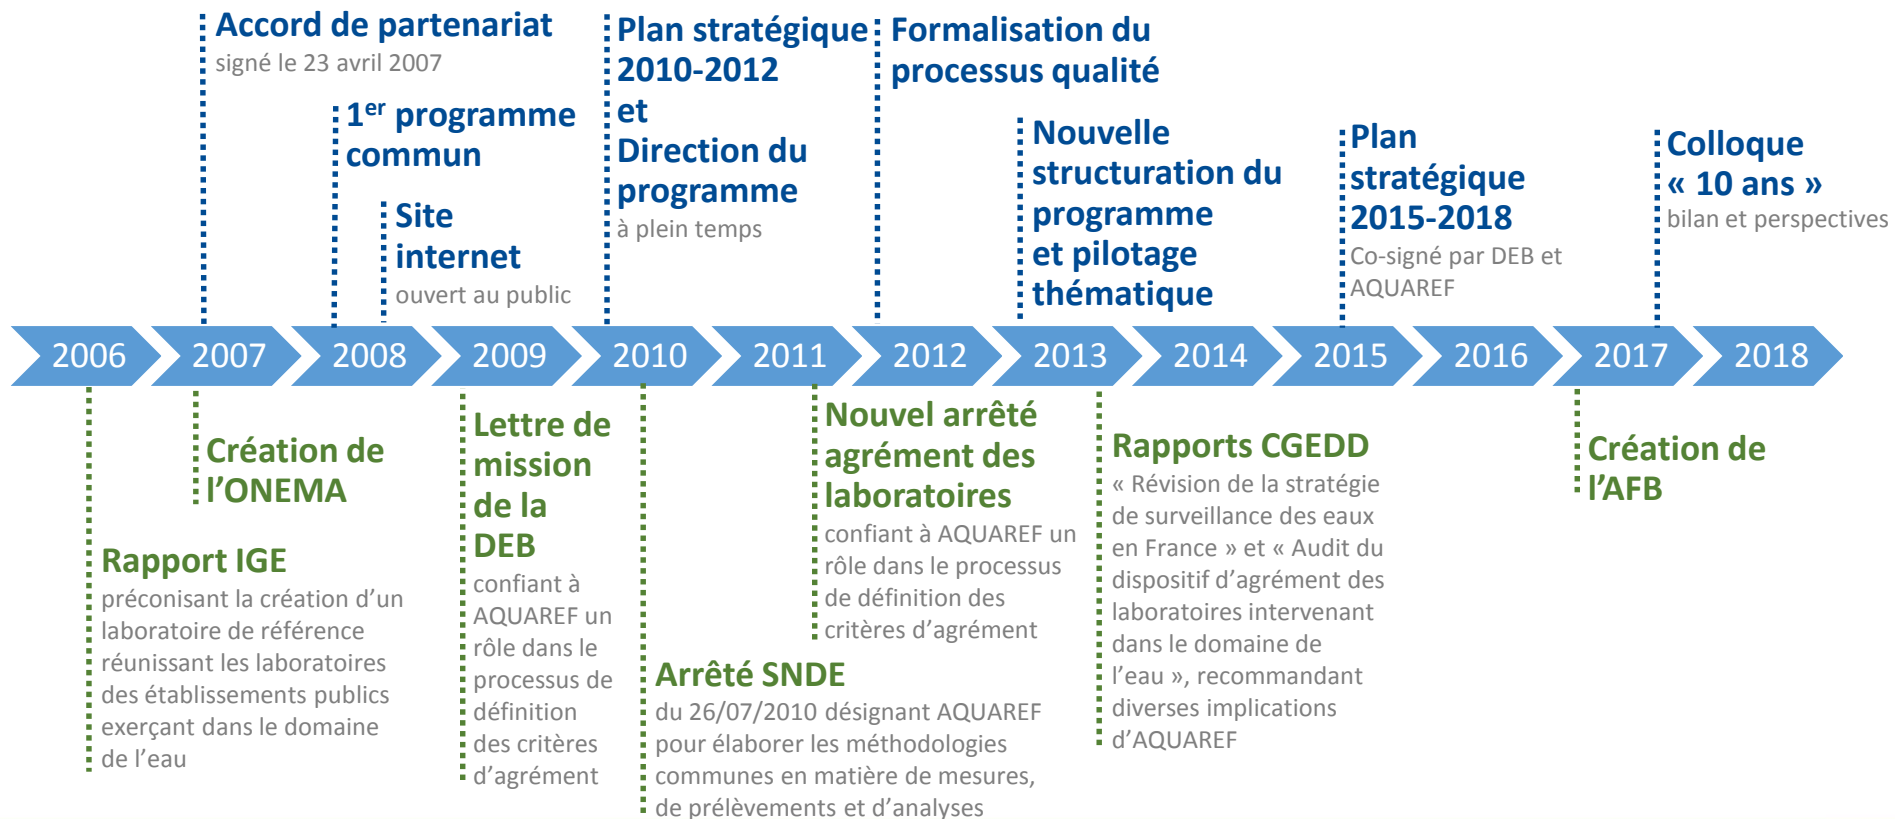 Accord de partenariat
signé le 23 avril 2007
1er programme
commun
Site
internet
ouvert au public
Plan stratégique
2010-2012
et
Direction du
programme
à plein temps
Formalisation du
processus qualité
Nouvelle
structuration du
programme
et pilotage
thématique
Plan
stratégique
2015-2018
Co-signé par DEB et
AQUAREF
Colloque
« 10 ans »
bilan et perspectives
2006 2007 2008 2009 2010 2011 2012 2013 2014 2015 2016 2017 2018
Rapport IGE
préconisant la création d'un
laboratoire de référence
réunissant les laboratoires
des établissements publics
exerçant dans le domaine
de l'eau
Création de
l'ONEMA
Lettre de
mission
de la
DEB
confiant à
AQUAREF un
rôle dans le
processus de
définition
des critères
d'agrément
Arrêté SNDE
du 26/07/2010 désignant AQUAREF
pour élaborer les méthodologies
communes en matière de mesures,
de prélèvements et d'analyses
Nouvel arrêté
agrément des
laboratoires
confiant à AQUAREF un
rôle dans le processus
de définition des
critères d'agrément
Rapports CGEDD
« Révision de la stratégie
de surveillance des eaux
en France » et « Audit du
dispositif d'agrément des
laboratoires intervenant
dans le domaine de
l'eau », recommandant
diverses implications
d'AQUAREF
Création de
l'AFB